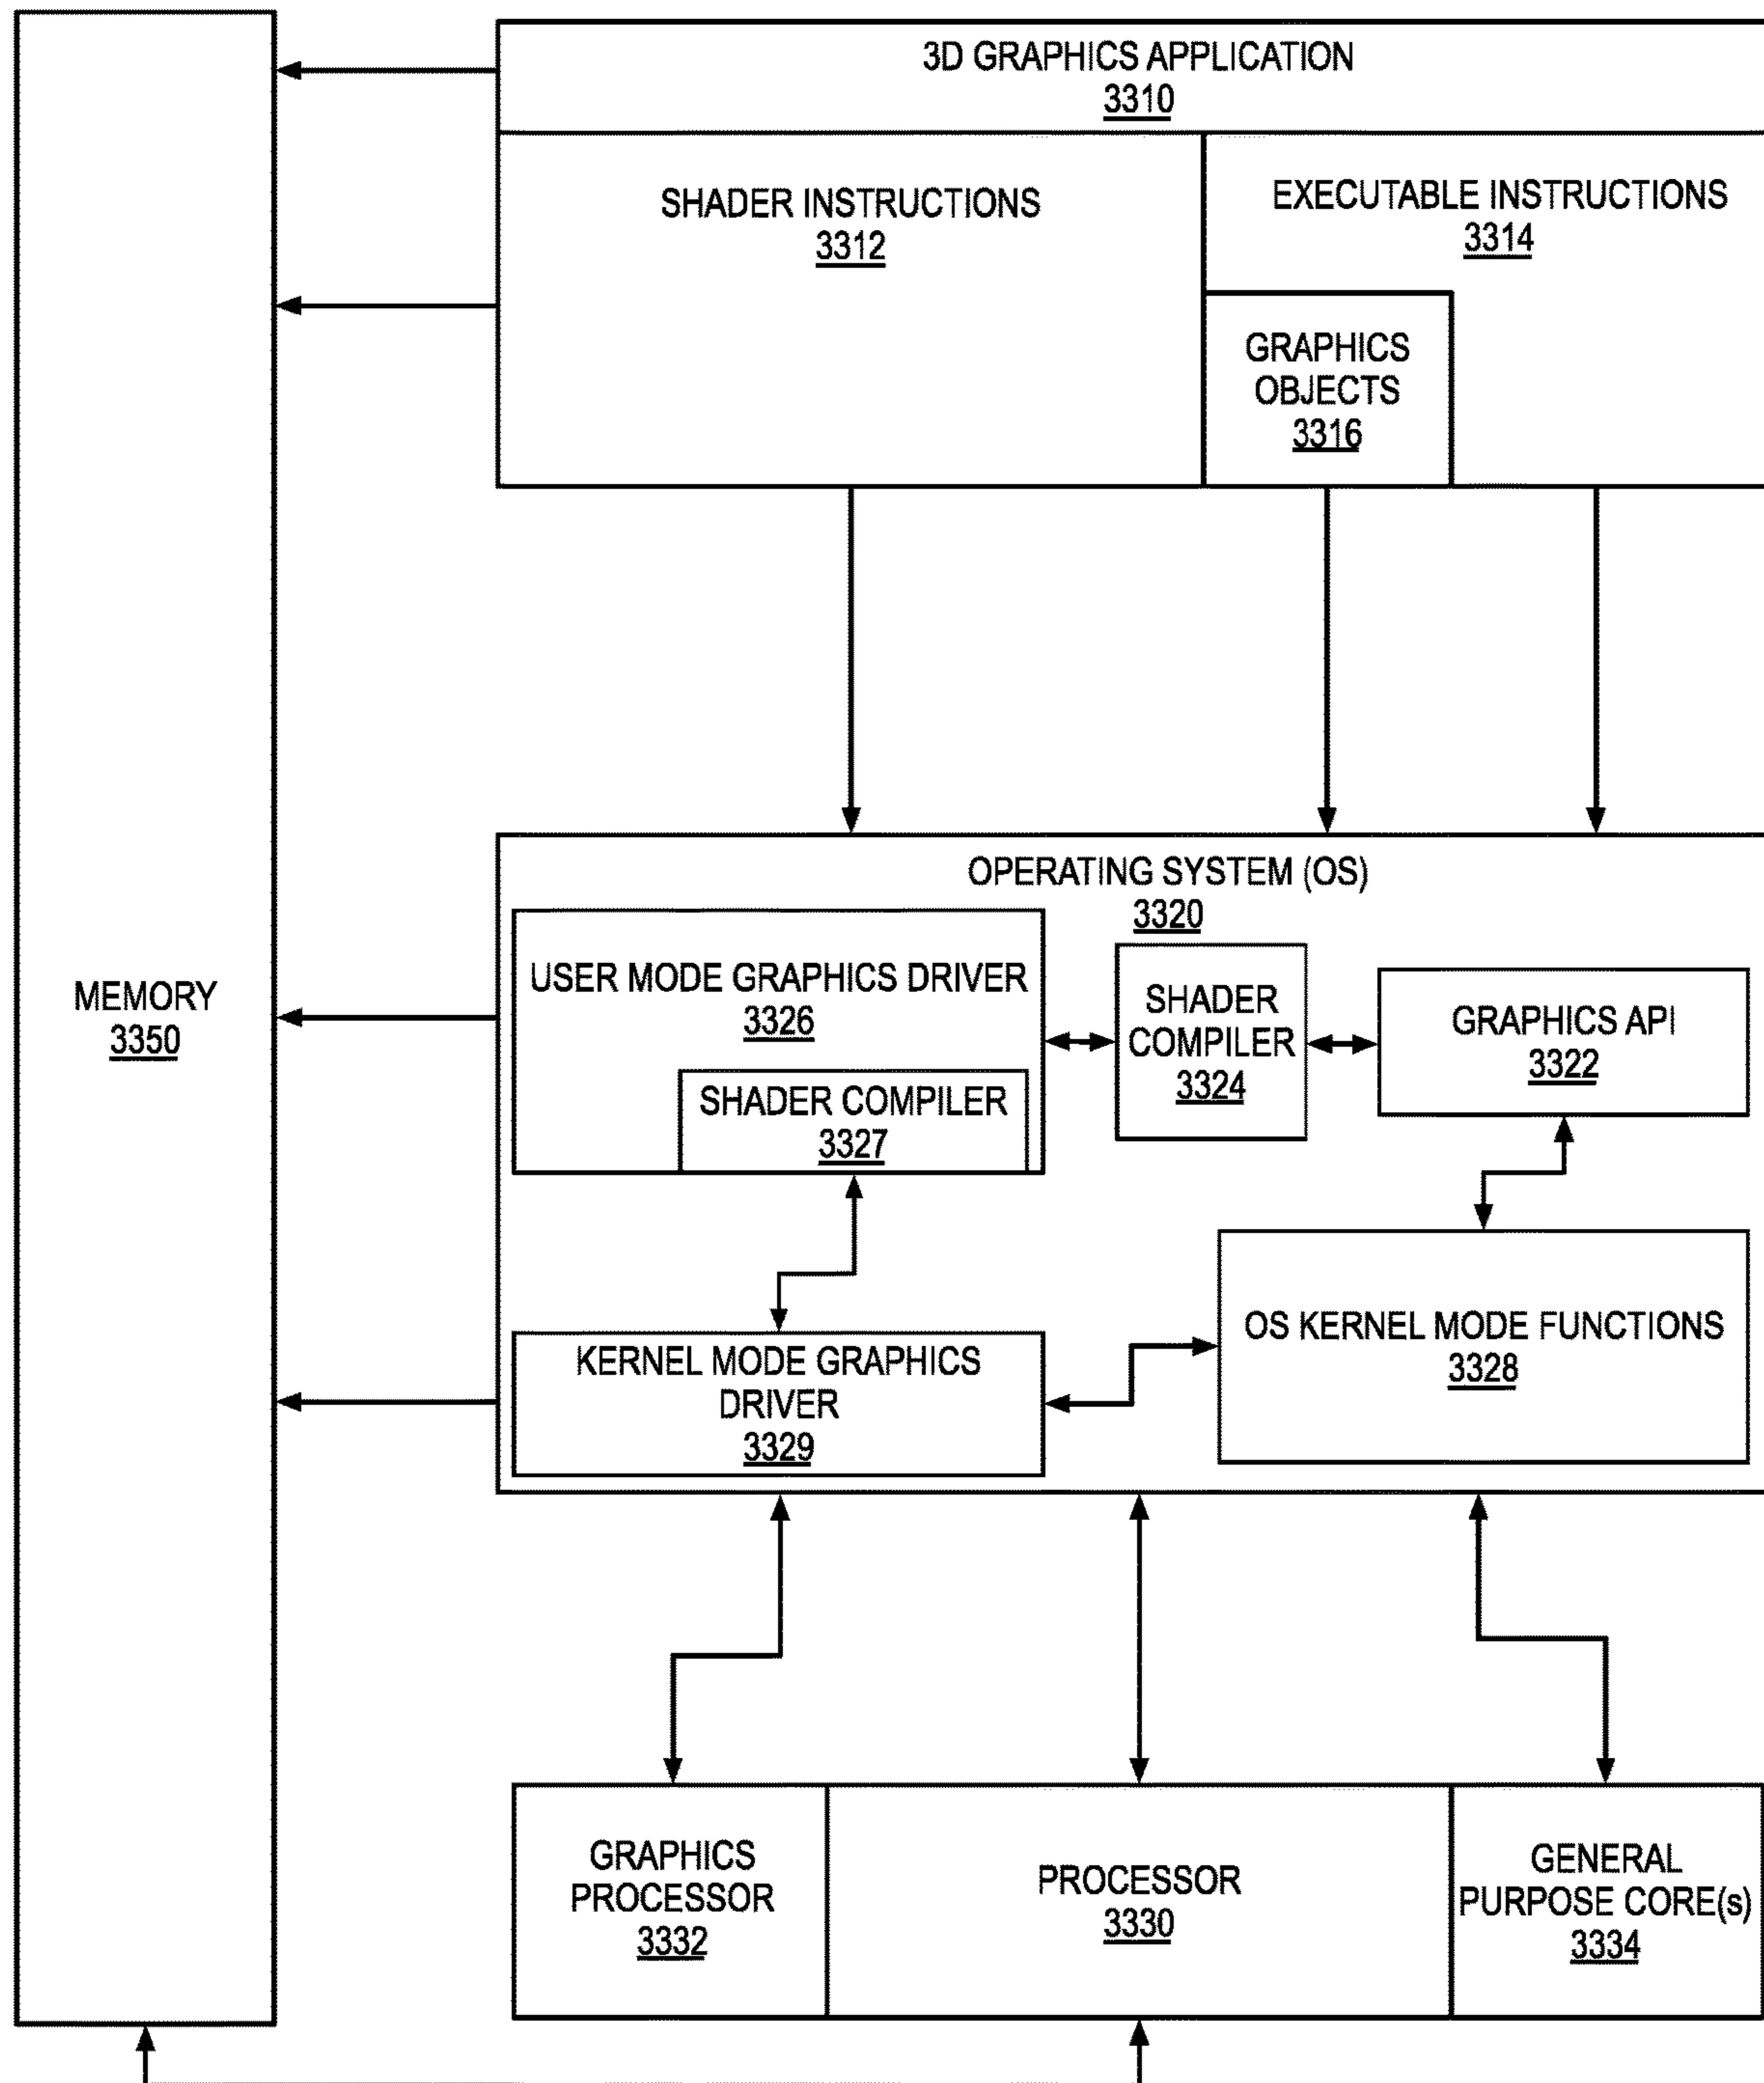 3D GRAPHICS APPLICATION
3310
SHADER INSTRUCTIONS
3312
EXECUTABLE INSTRUCTIONS
3314
GRAPHICS
OBJECTS
3316
MEMORY
3350
OPERATING SYSTEM (OS)
3320
USER MODE GRAPHICS DRIVER
3326
SHADER COMPILER
3327
SHADER
COMPILER
3324
GRAPHICS API
3322
OS KERNEL MODE FUNCTIONS
3328
KERNEL MODE GRAPHICS
DRIVER
3329
GRAPHICS
PROCESSOR
3332
PROCESSOR
3330
GENERAL
PURPOSE CORE(s)
3334